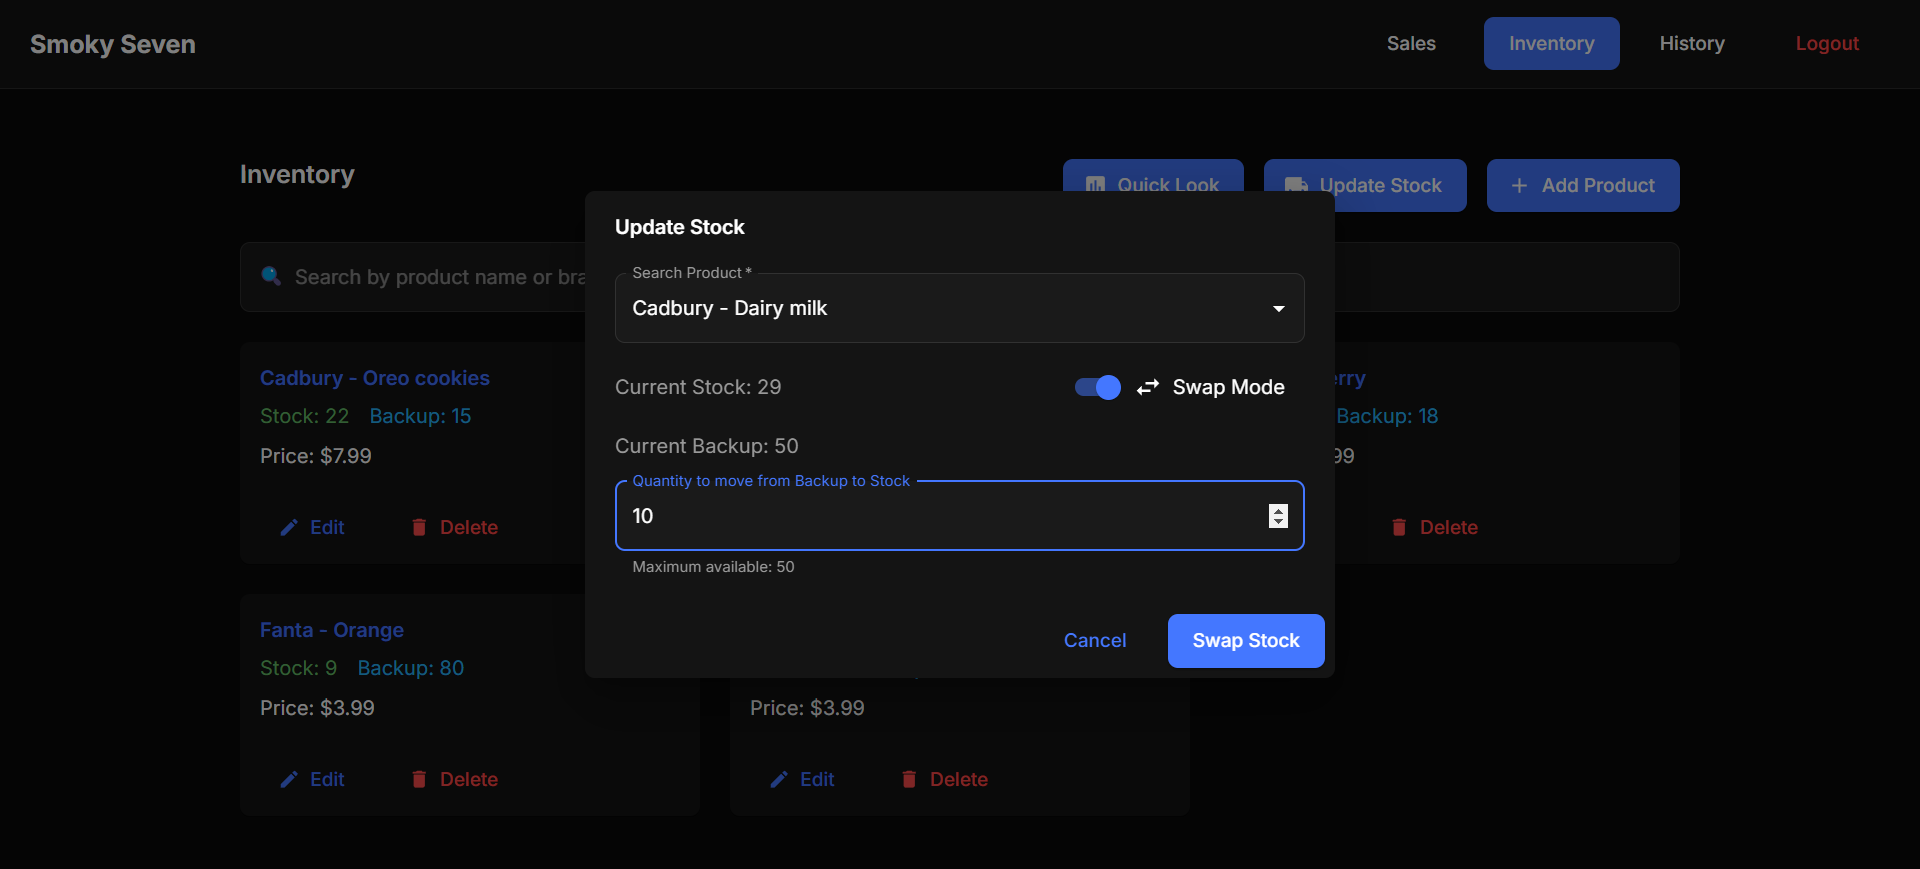 Smoky Seven
Sales
Inventory
History
Logout
Inventory
Quick Look
Update Stock
Add Product
Search by product name or bra
Update Stock
Search Product *
Cadbury - Dairy milk
Current Stock: 29
Swap Mode
Current Backup: 50
Quantity to move from Backup to Stock
10
Maximum available: 50
Cancel
Swap Stock
Cadbury - Oreo cookies
Stock: 22 Backup: 15
Price: $7.99
Edit Delete
rry
Backup: 18
99
Delete
Fanta - Orange
Stock: 9 Backup: 80
Price: $3.99
Edit Delete
Price: $3.99
Edit Delete